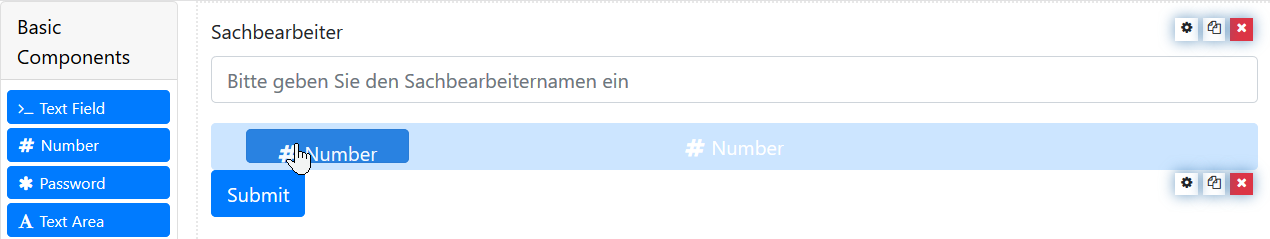 Basic
Components
Text Field
# Number
Password
A Text Area
Sachbearbeiter
Bitte geben Sie den Sachbearbeiternamen ein
# Number
# Number
Submit